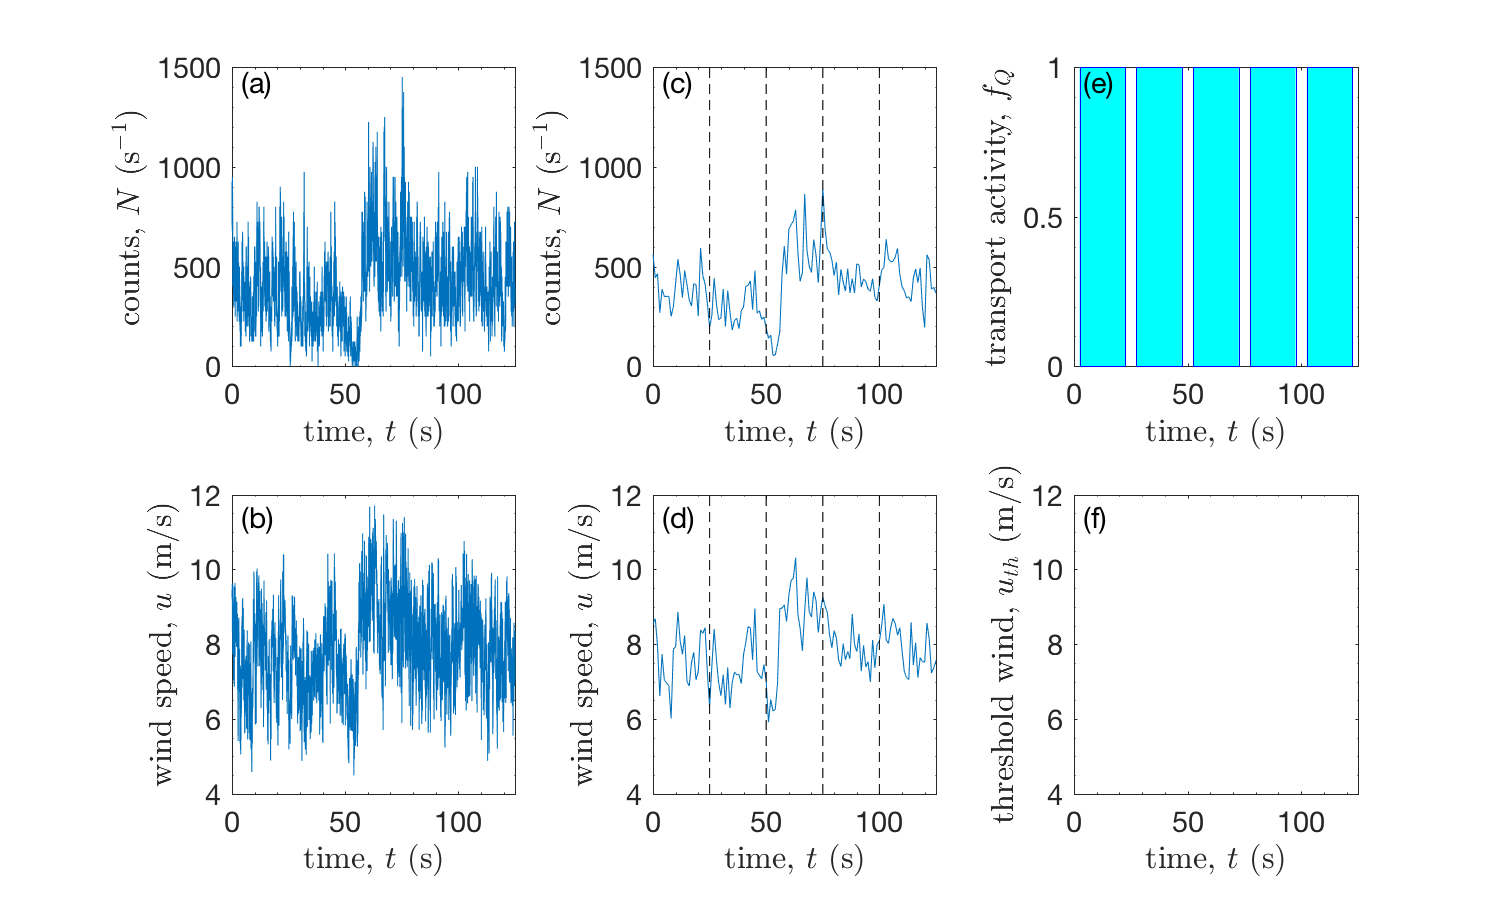 (a)
1500
1000
500
0
counts, N (s⁻¹)
0 50 100
time, t (s)
(c)
1500
1000
500
0
counts, N (s⁻¹)
0 50 100
time, t (s)
(e)
1
0.5
0
transport activity, f_Q
0 50 100
time, t (s)
(b)
12
10
8
6
4
wind speed, u (m/s)
0 50 100
time, t (s)
(d)
12
10
8
6
4
wind speed, u (m/s)
0 50 100
time, t (s)
(f)
12
10
8
6
4
threshold wind, u_th (m/s)
0 50 100
time, t (s)